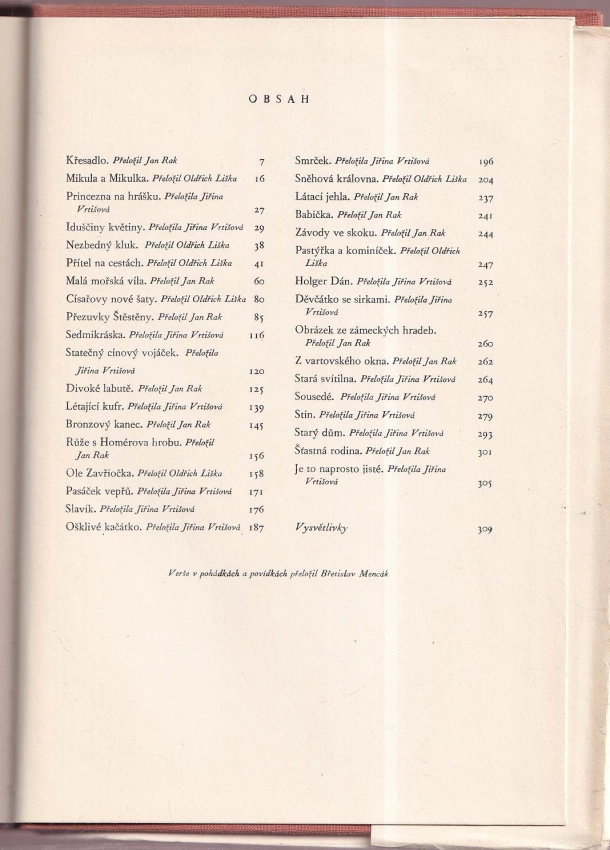 OBSAH
Křesadlo. Přeložil Jan Rak 7
Mikula a Mikulka. Přeložil Oldřich Liška 16
Princezna na hrášku. Přeložila Jiřina
Vrtišová 27
Iduščiny květiny. Přeložila Jiřina Vrtišová 29
Nezbedný kluk. Přeložil Oldřich Liška 38
Přítel na cestách. Přeložil Oldřich Liška 41
Malá mořská víla. Přeložil Jan Rak 60
Císařovy nové šaty. Přeložil Oldřich Liška 80
Přezuvky Štěstěny. Přeložil Jan Rak 85
Sedmikráska. Přeložila Jiřina Vrtišová 116
Statečný cínový vojáček. Přeložila
Jiřina Vrtišová 120
Divoké labutě. Přeložil Jan Rak 125
Létající kufr. Přeložila Jiřina Vrtišová 139
Bronzový kanec. Přeložil Jan Rak 145
Růže s Homérova hrobu. Přeložil
Jan Rak 156
Ole Zavřiočka. Přeložil Oldřich Liška 158
Pasáček vepřů. Přeložila Jiřina Vrtišová 171
Slavík. Přeložila Jiřina Vrtišová 176
Ošklivé kačátko. Přeložila Jiřina Vrtišová 187
Smrček. Přeložila Jiřina Vrtišová 196
Sněhová královna. Přeložil Oldřich Liška 204
Látací jehla. Přeložil Jan Rak 237
Babička. Přeložil Jan Rak 241
Závody ve skoku. Přeložil Jan Rak 244
Pastýřka a kominíček. Přeložil Oldřich
Liška 247
Holger Dán. Přeložila Jiřina Vrtišová 252
Děvčátko se sirkami. Přeložila Jiřina
Vrtišová 257
Obrázek ze zámeckých hradeb.
Přeložil Jan Rak 260
Z vartovského okna. Přeložil Jan Rak 262
Stará svítilna. Přeložila Jiřina Vrtišová 264
Sousedé. Přeložila Jiřina Vrtišová 270
Stín. Přeložila Jiřina Vrtišová 279
Starý dům. Přeložila Jiřina Vrtišová 293
Šťastná rodina. Přeložil Jan Rak 301
Je to naprosto jisté. Přeložila Jiřina
Vrtišová 305
Vysvětlivky 309
Verše v pohádkách a povídkách přeložil Břetislav Mencák